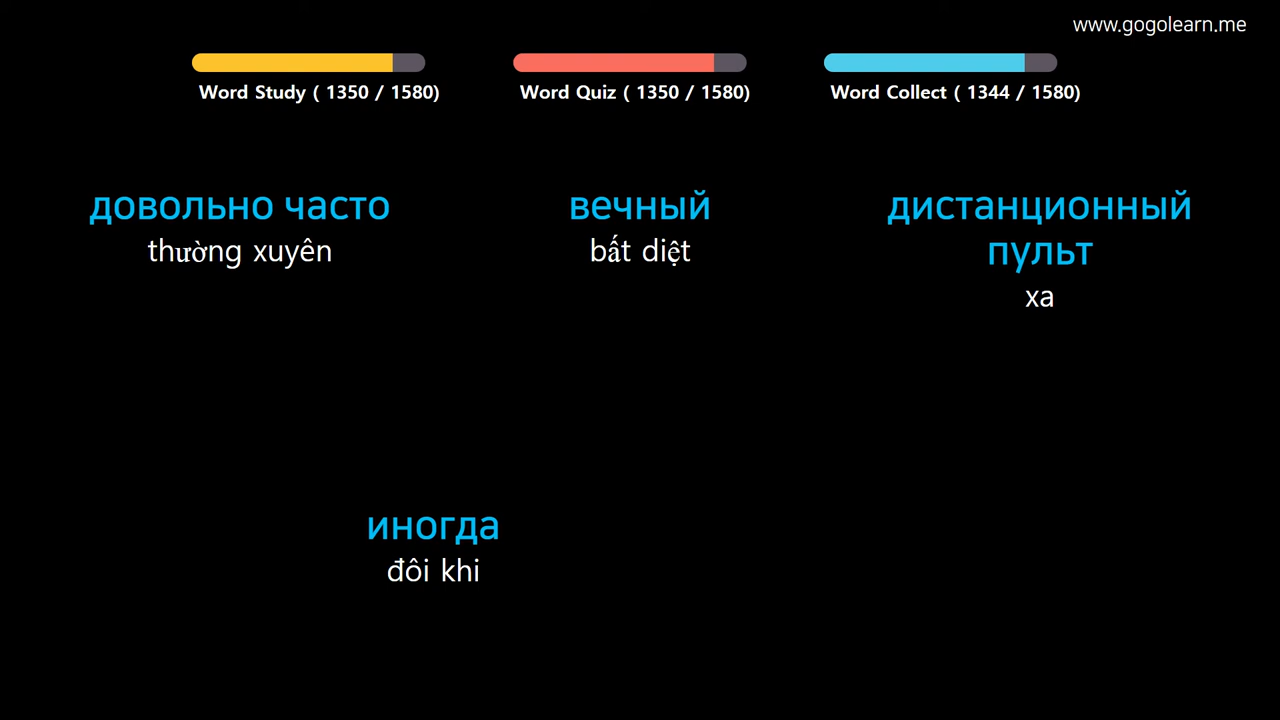 www.gogolearn.me
Word Study ( 1350 / 1580)
Word Quiz ( 1350 / 1580)
Word Collect ( 1344 / 1580)
довольно часто
thường xuyên
вечный
bất diệt
дистанционный
пульт
xa
иногда
đôi khi